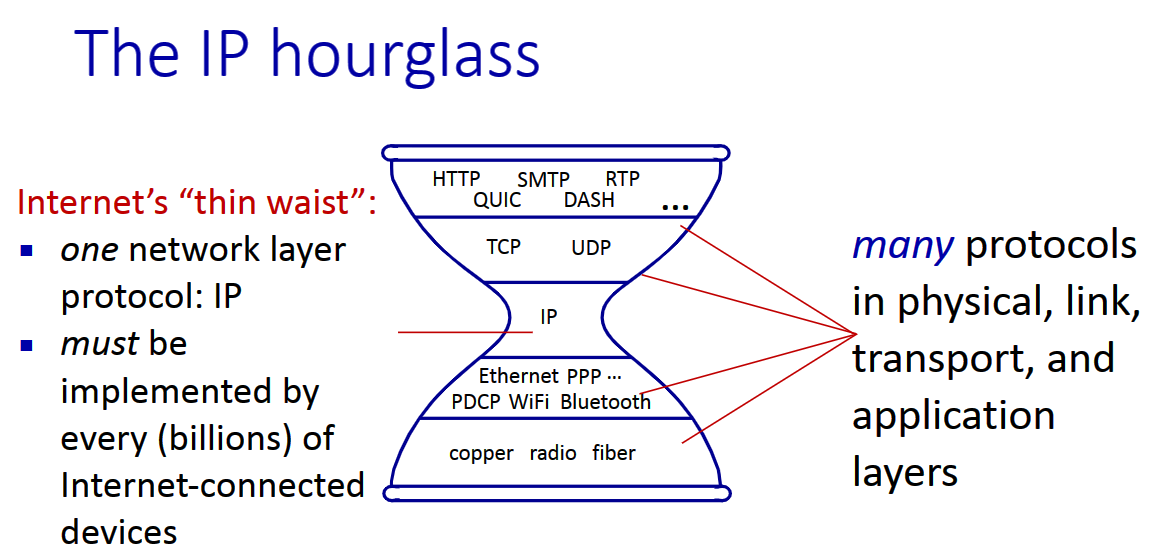 The IP hourglass
Internet’s “thin waist”:
▪ one network layer
protocol: IP
▪ must be
implemented by
every (billions) of
Internet-connected
devices
HTTP SMTP RTP
QUIC DASH ...
TCP UDP
IP
Ethernet PPP ...
PDCP WiFi Bluetooth
copper radio fiber
many protocols
in physical, link,
transport, and
application
layers